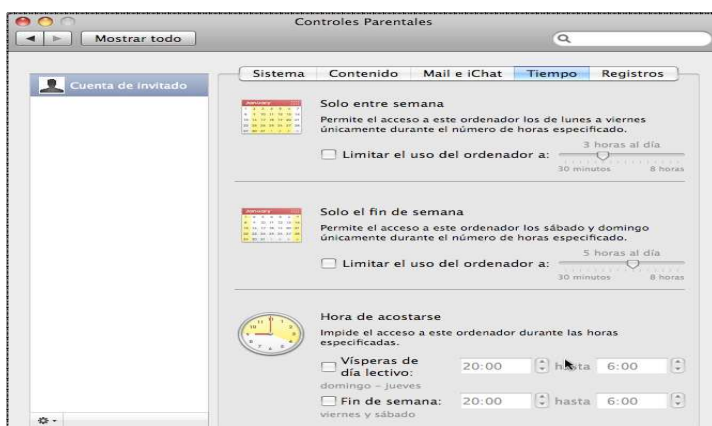 Controles Parentales
Mostrar todo
Cuenta de invitado
Sistema Contenido Mail e iChat Tiempo Registros
Solo entre semana
Permite el acceso a este ordenador los de lunes a viernes
únicamente durante el número de horas especificado.
3 horas al día
Limitar el uso del ordenador a:
30 minutos 8 horas
Solo el fin de semana
Permite el acceso a este ordenador los sábado y domingo
únicamente durante el número de horas especificado.
5 horas al día
Limitar el uso del ordenador a:
30 minutos 8 horas
Hora de acostarse
Impide el acceso a este ordenador durante las horas
especificadas.
Vísperas de
día lectivo: 20:00 hasta 6:00
domingo – jueves
Fin de semana: 20:00 hasta 6:00
viernes y sábado